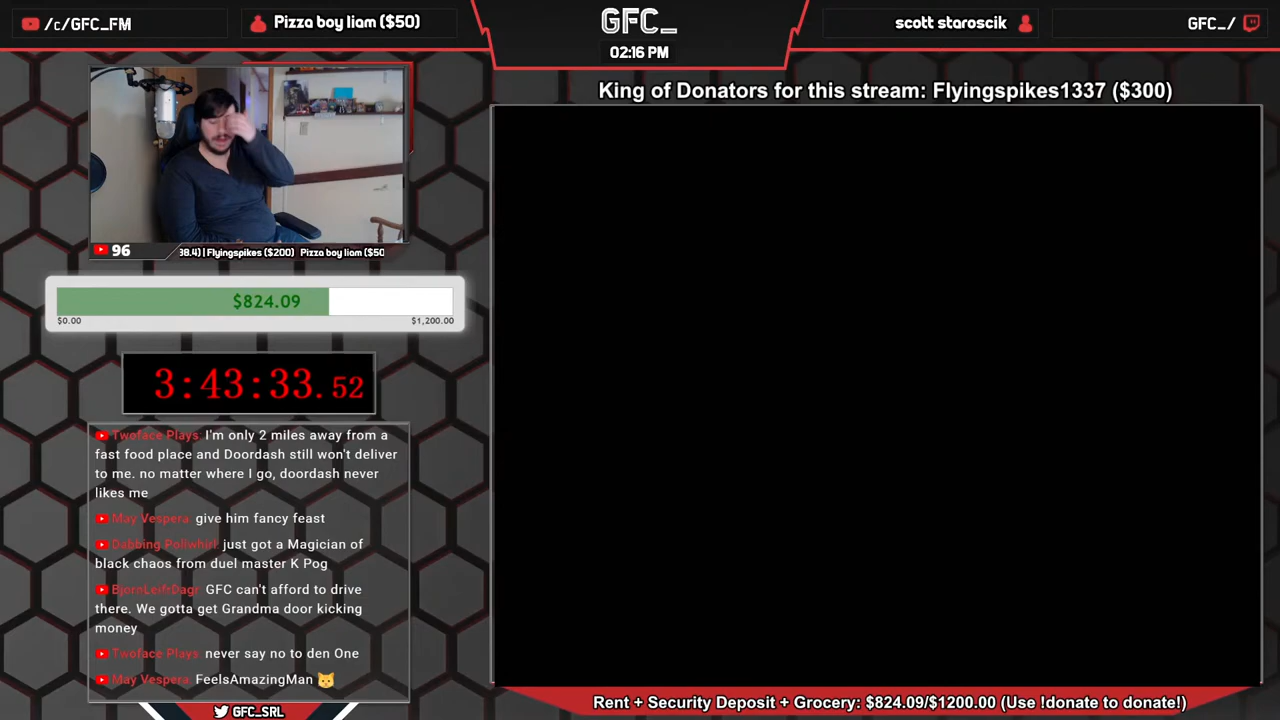 /c/GFC_FM
Pizza boy liam ($50)
GFC_
02:16 PM
scott staroscik
GFC_/
King of Donators for this stream: Flyingspikes1337 ($300)
96
38.4) | Flyingspikes ($200) Pizza boy liam ($50
$824.09
$0.00
$1,200.00
3:43:33.52
Twoface Plays: I'm only 2 miles away from a
fast food place and Doordash still won't deliver
to me. no matter where I go, doordash never
likes me
May Vespera: give him fancy feast
Dabbing Poliwhirl: just got a Magician of
black chaos from duel master K Pog
BjornLeifrDagr: GFC can't afford to drive
there. We gotta get Grandma door kicking
money
Twoface Plays: never say no to den One
May Vespera: FeelsAmazingMan
GFC_SRL
Rent + Security Deposit + Grocery: $824.09/$1200.00 (Use !donate to donate!)